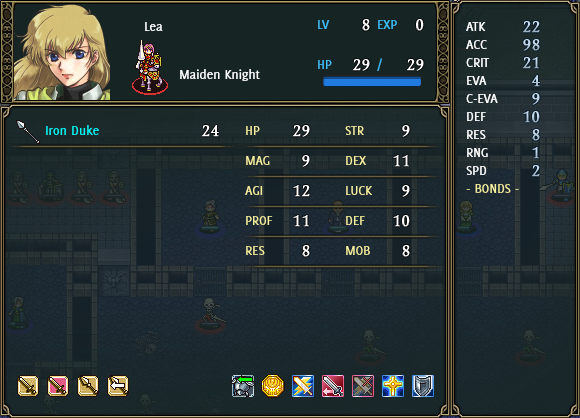 Lea
LV 8 EXP 0
Maiden Knight
HP 29 / 29
Iron Duke 24
HP 29 STR 9
MAG 9 DEX 11
AGI 12 LUCK 9
PROF 11 DEF 10
RES 8 MOB 8
ATK 22
ACC 98
CRIT 21
EVA 4
C-EVA 9
DEF 10
RES 8
RNG 1
SPD 2
- BONDS -